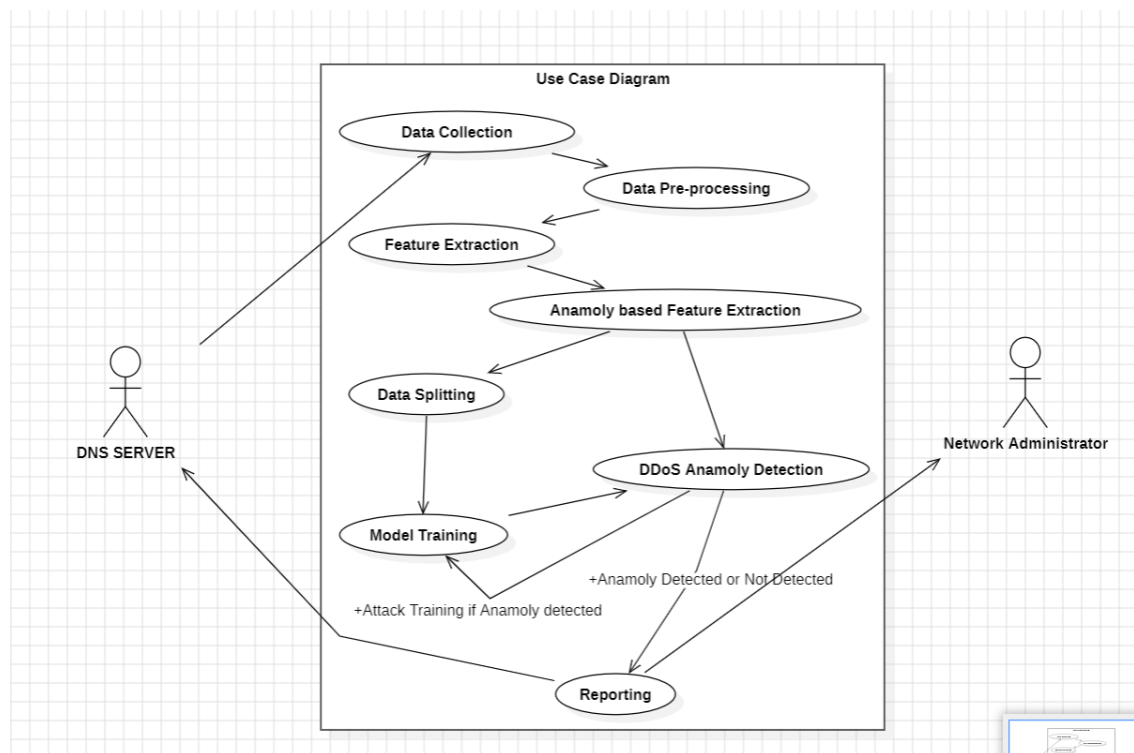 Use Case Diagram
Data Collection
Data Pre-processing
Feature Extraction
Anamoly based Feature Extraction
Data Splitting
DNS SERVER
Network Administrator
DDoS Anamoly Detection
Model Training
+Anamoly Detected or Not Detected
+Attack Training if Anamoly detected
Reporting